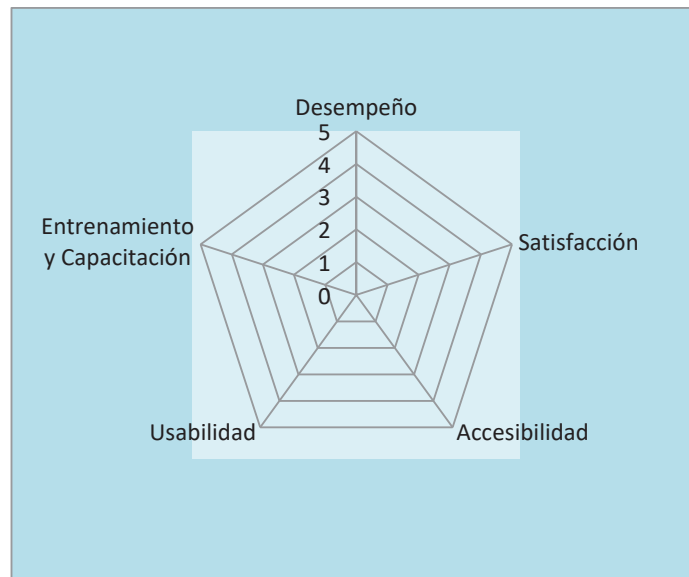 Desempeño
5
4
3
2
1
0
Satisfacción
Accesibilidad
Usabilidad
Entrenamiento
y Capacitación